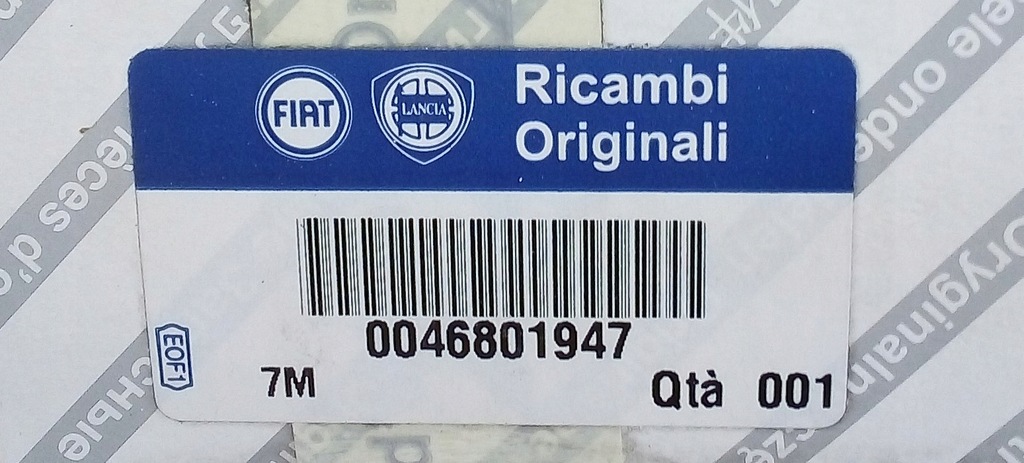 FIAT
LANCIA
Ricambi
Originali
0046801947
EOF1
7M
Qtà 001